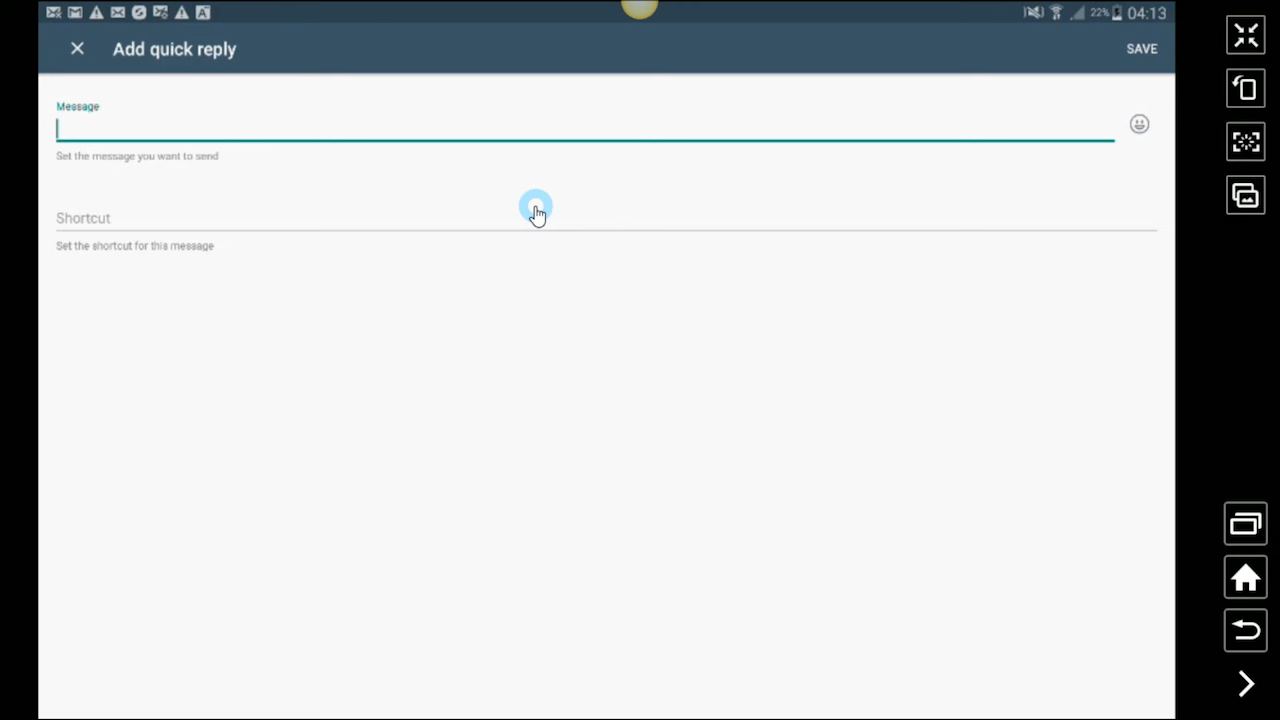 22% 04:13
Add quick reply
SAVE
Message
Set the message you want to send
Shortcut
Set the shortcut for this message